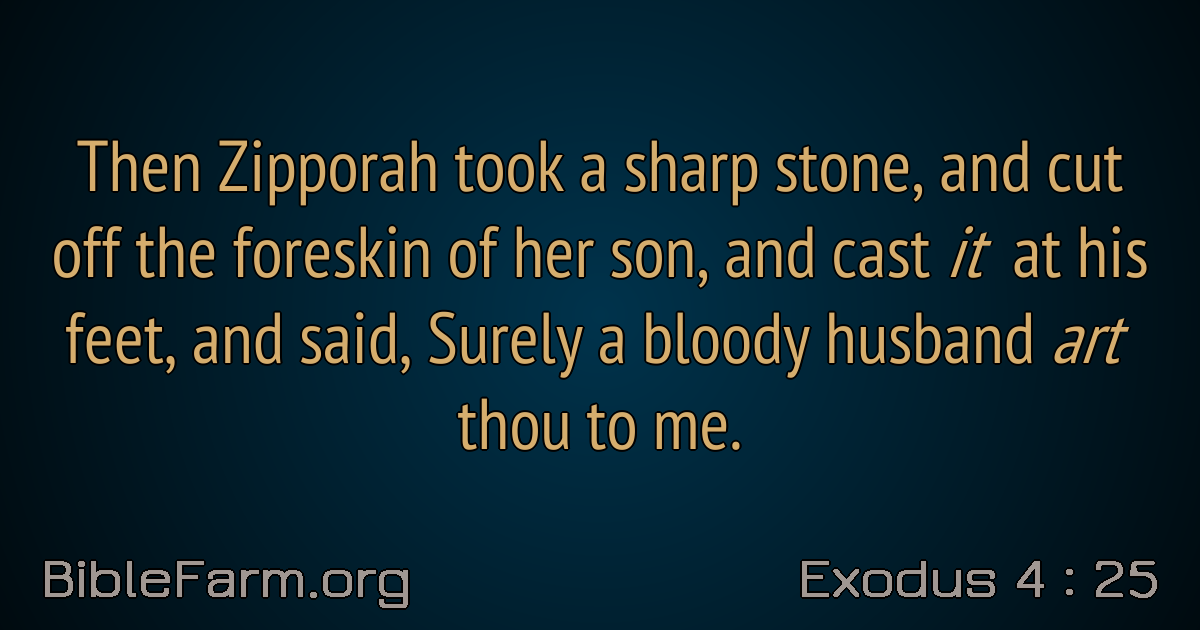 Then Zipporah took a sharp stone, and cut
off the foreskin of her son, and cast it at his
feet, and said, Surely a bloody husband art
thou to me.
BibleFarm.org
Exodus 4 : 25